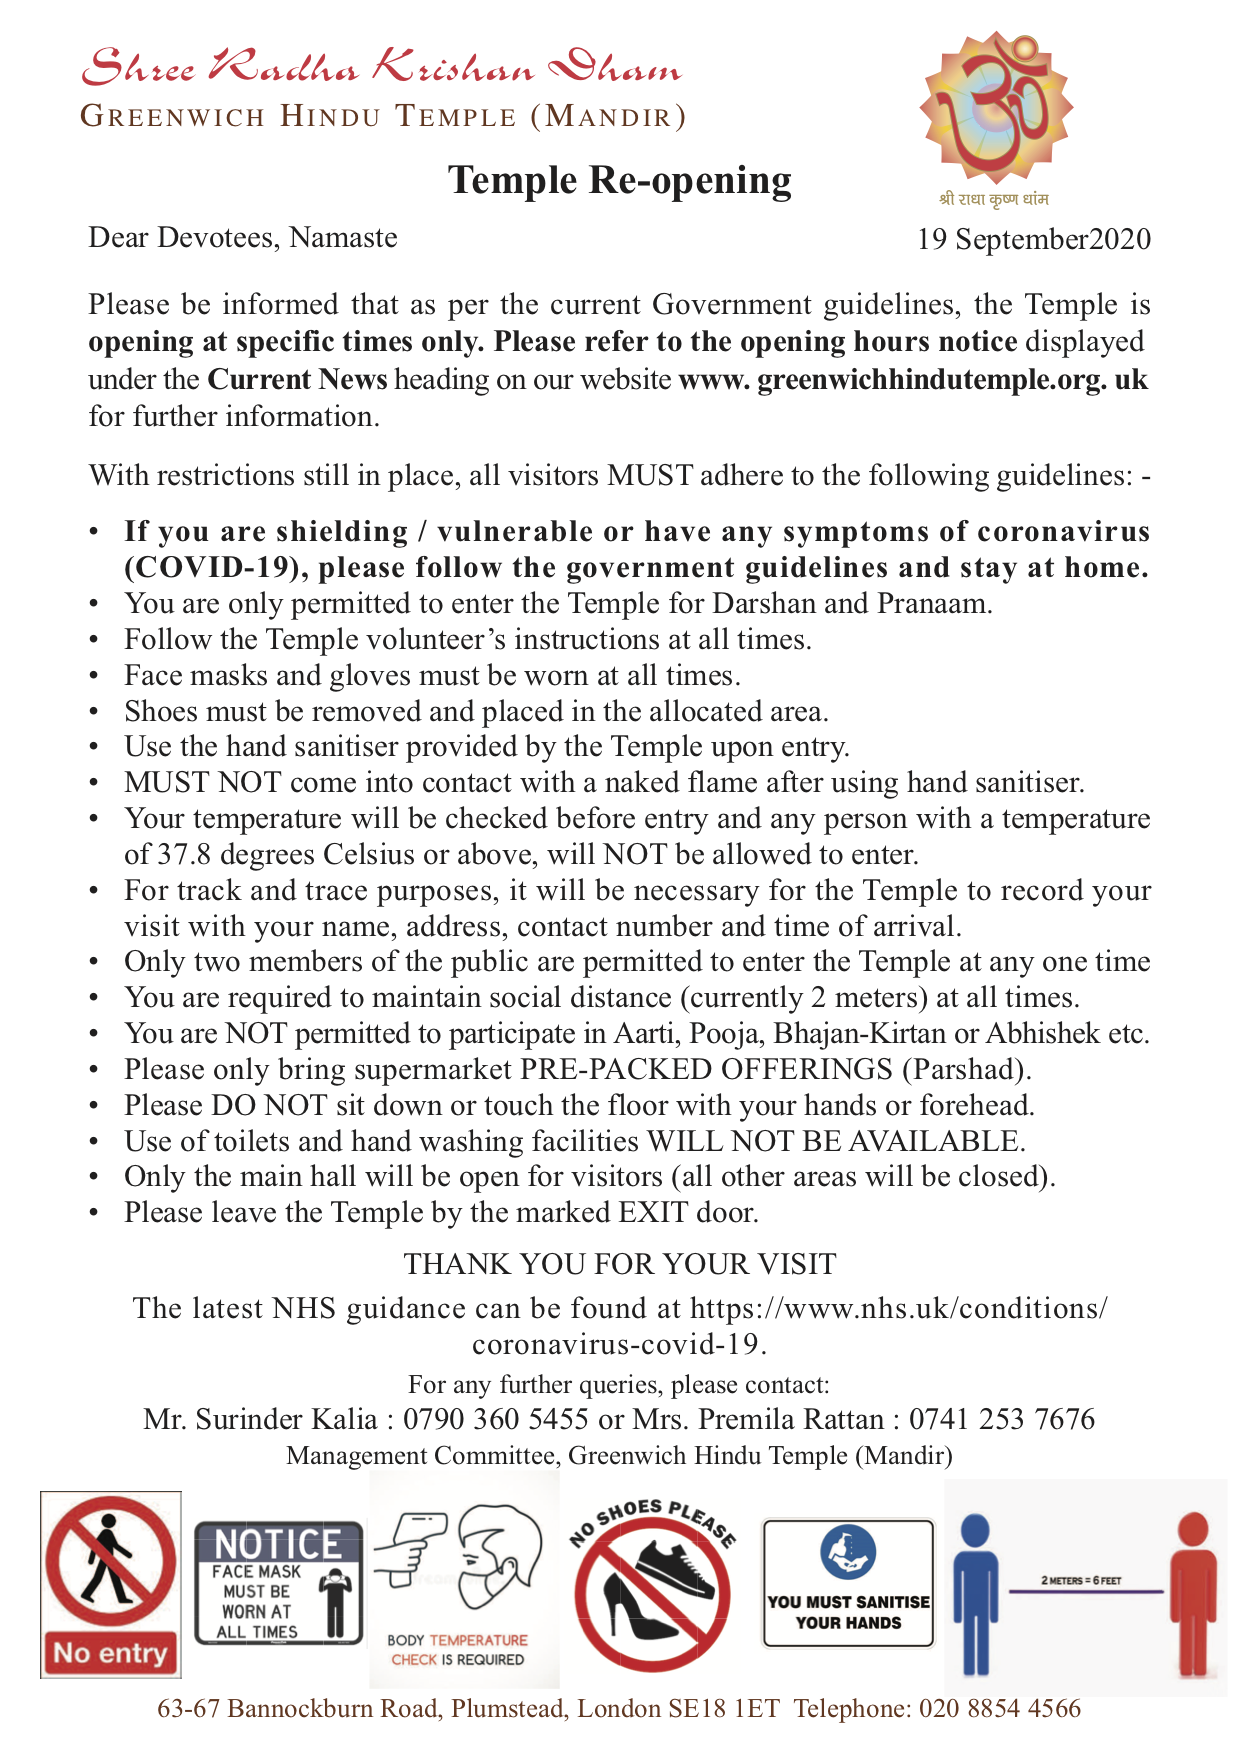 Shree Radha Krishan Dham
GREENWICH HINDU TEMPLE (MANDIR)
श्री राधा कृष्ण धांम
Temple Re-opening
Dear Devotees, Namaste
19 September2020
Please be informed that as per the current Government guidelines, the Temple is
opening at specific times only. Please refer to the opening hours notice displayed
under the Current News heading on our website www. greenwichhindutemple.org. uk
for further information.
With restrictions still in place, all visitors MUST adhere to the following guidelines: -
• If you are shielding / vulnerable or have any symptoms of coronavirus
(COVID-19), please follow the government guidelines and stay at home.
• You are only permitted to enter the Temple for Darshan and Pranaam.
• Follow the Temple volunteer’s instructions at all times.
• Face masks and gloves must be worn at all times.
• Shoes must be removed and placed in the allocated area.
• Use the hand sanitiser provided by the Temple upon entry.
• MUST NOT come into contact with a naked flame after using hand sanitiser.
• Your temperature will be checked before entry and any person with a temperature
of 37.8 degrees Celsius or above, will NOT be allowed to enter.
• For track and trace purposes, it will be necessary for the Temple to record your
visit with your name, address, contact number and time of arrival.
• Only two members of the public are permitted to enter the Temple at any one time
• You are required to maintain social distance (currently 2 meters) at all times.
• You are NOT permitted to participate in Aarti, Pooja, Bhajan-Kirtan or Abhishek etc.
• Please only bring supermarket PRE-PACKED OFFERINGS (Parshad).
• Please DO NOT sit down or touch the floor with your hands or forehead.
• Use of toilets and hand washing facilities WILL NOT BE AVAILABLE.
• Only the main hall will be open for visitors (all other areas will be closed).
• Please leave the Temple by the marked EXIT door.
THANK YOU FOR YOUR VISIT
The latest NHS guidance can be found at https://www.nhs.uk/conditions/
coronavirus-covid-19.
For any further queries, please contact:
Mr. Surinder Kalia : 0790 360 5455 or Mrs. Premila Rattan : 0741 253 7676
Management Committee, Greenwich Hindu Temple (Mandir)
No entry
NOTICE
FACE MASK
MUST BE
WORN AT
ALL TIMES
BODY TEMPERATURE
CHECK IS REQUIRED
NO SHOES PLEASE
YOU MUST SANITISE
YOUR HANDS
2 METERS = 6 FEET
63-67 Bannockburn Road, Plumstead, London SE18 1ET Telephone: 020 8854 4566